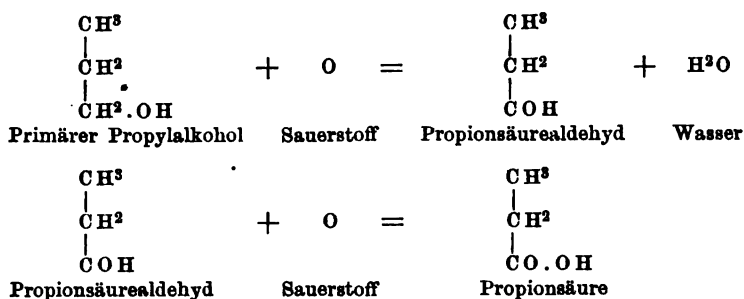 CH³ CH³
CH² + O = CH² + H²O
CH².OH COH
Primärer Propylalkohol Sauerstoff Propionsäurealdehyd Wasser
CH³ CH³
CH² + O = CH²
COH CO.OH
Propionsäurealdehyd Sauerstoff Propionsäure